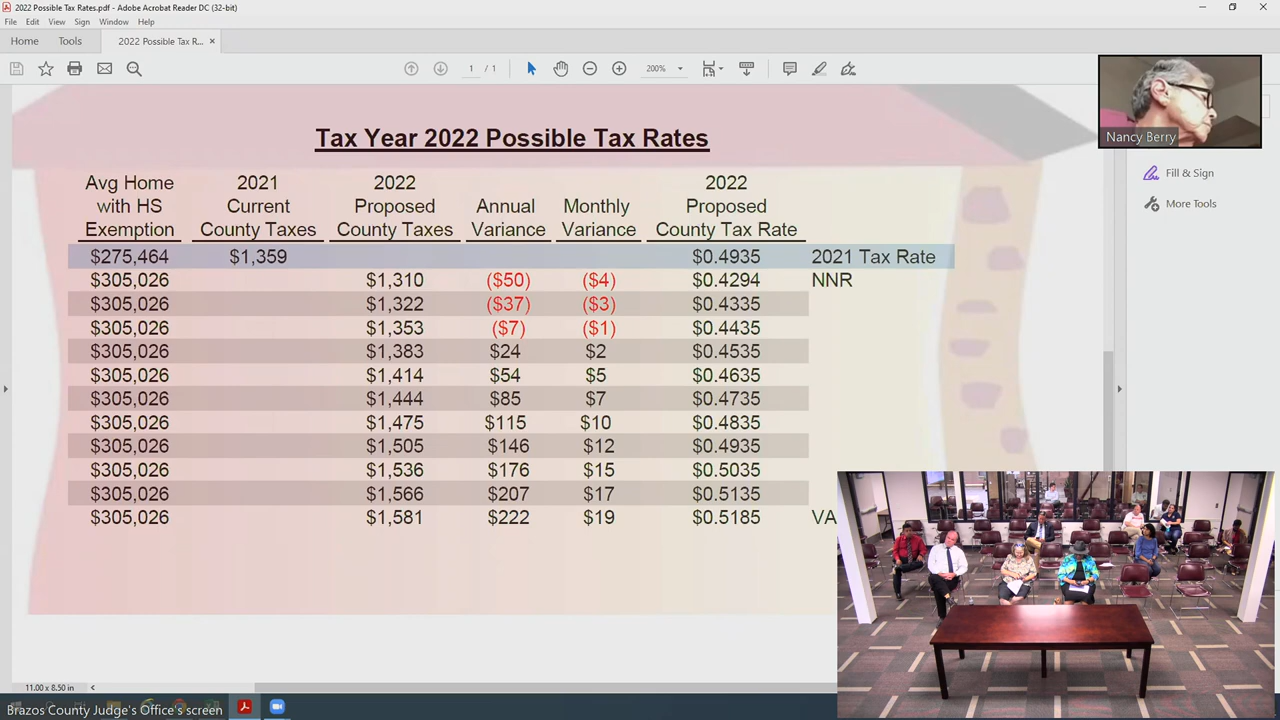 2022 Possible Tax Rates.pdf - Adobe Acrobat Reader DC (32-bit)
File Edit View Sign Window Help
Home Tools 2022 Possible Tax R... ×
1 / 1 200%
Nancy Berry
Fill & Sign
More Tools
Tax Year 2022 Possible Tax Rates
Avg Home 2021 2022 2022
with HS Current Proposed Annual Monthly Proposed
Exemption County Taxes County Taxes Variance Variance County Tax Rate
$275,464 $1,359 $0.4935 2021 Tax Rate
$305,026 $1,310 ($50) ($4) $0.4294 NNR
$305,026 $1,322 ($37) ($3) $0.4335
$305,026 $1,353 ($7) ($1) $0.4435
$305,026 $1,383 $24 $2 $0.4535
$305,026 $1,414 $54 $5 $0.4635
$305,026 $1,444 $85 $7 $0.4735
$305,026 $1,475 $115 $10 $0.4835
$305,026 $1,505 $146 $12 $0.4935
$305,026 $1,536 $176 $15 $0.5035
$305,026 $1,566 $207 $17 $0.5135
$305,026 $1,581 $222 $19 $0.5185 VA
11.00 x 8.50 in
Brazos County Judge's Office's screen